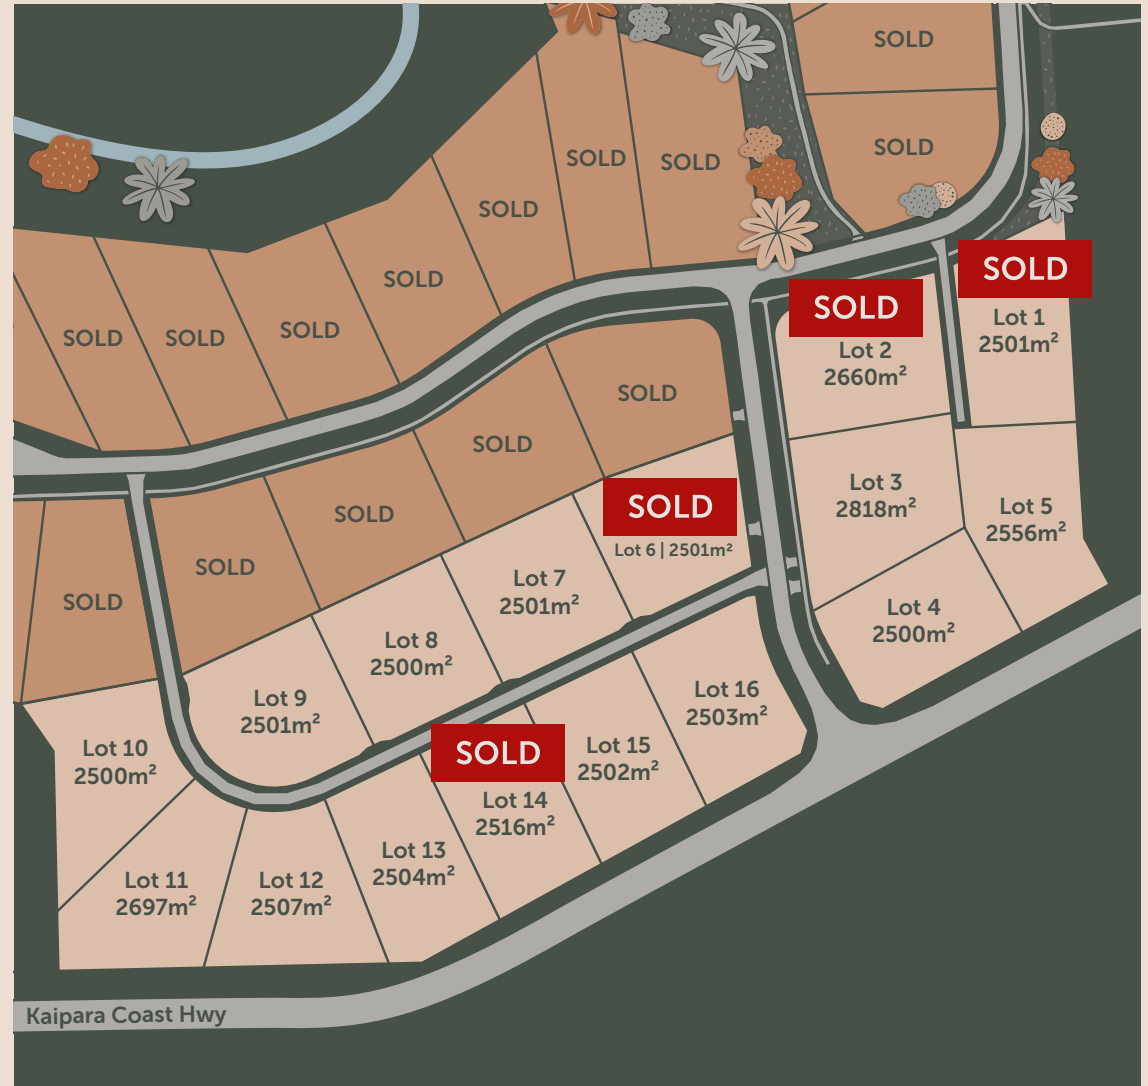 SOLD
SOLD
SOLD
SOLD
SOLD
SOLD
SOLD
SOLD
SOLD
SOLD
SOLD
Lot 1
2501m²
SOLD
Lot 2
2660m²
SOLD
SOLD
SOLD
SOLD
SOLD
SOLD
Lot 6 | 2501m²
Lot 3
2818m²
Lot 5
2556m²
Lot 4
2500m²
Lot 7
2501m²
Lot 8
2500m²
Lot 9
2501m²
Lot 10
2500m²
Lot 16
2503m²
Lot 15
2502m²
SOLD
Lot 14
2516m²
Lot 13
2504m²
Lot 12
2507m²
Lot 11
2697m²
Kaipara Coast Hwy